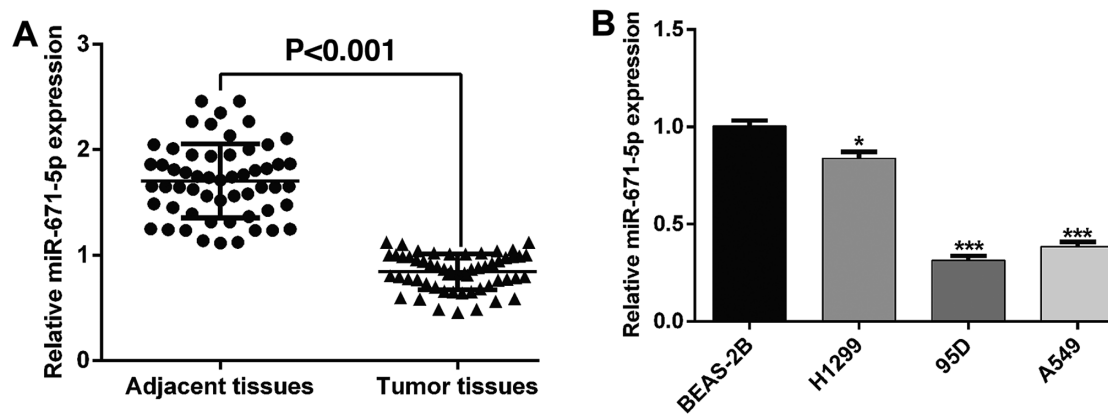 A
Relative miR-671-5p expression
3
2
1
0
P<0.001
Adjacent tissues
Tumor tissues
B
Relative miR-671-5p expression
1.5
1.0
0.5
0.0
*
***
***
BEAS-2B
H1299
95D
A549